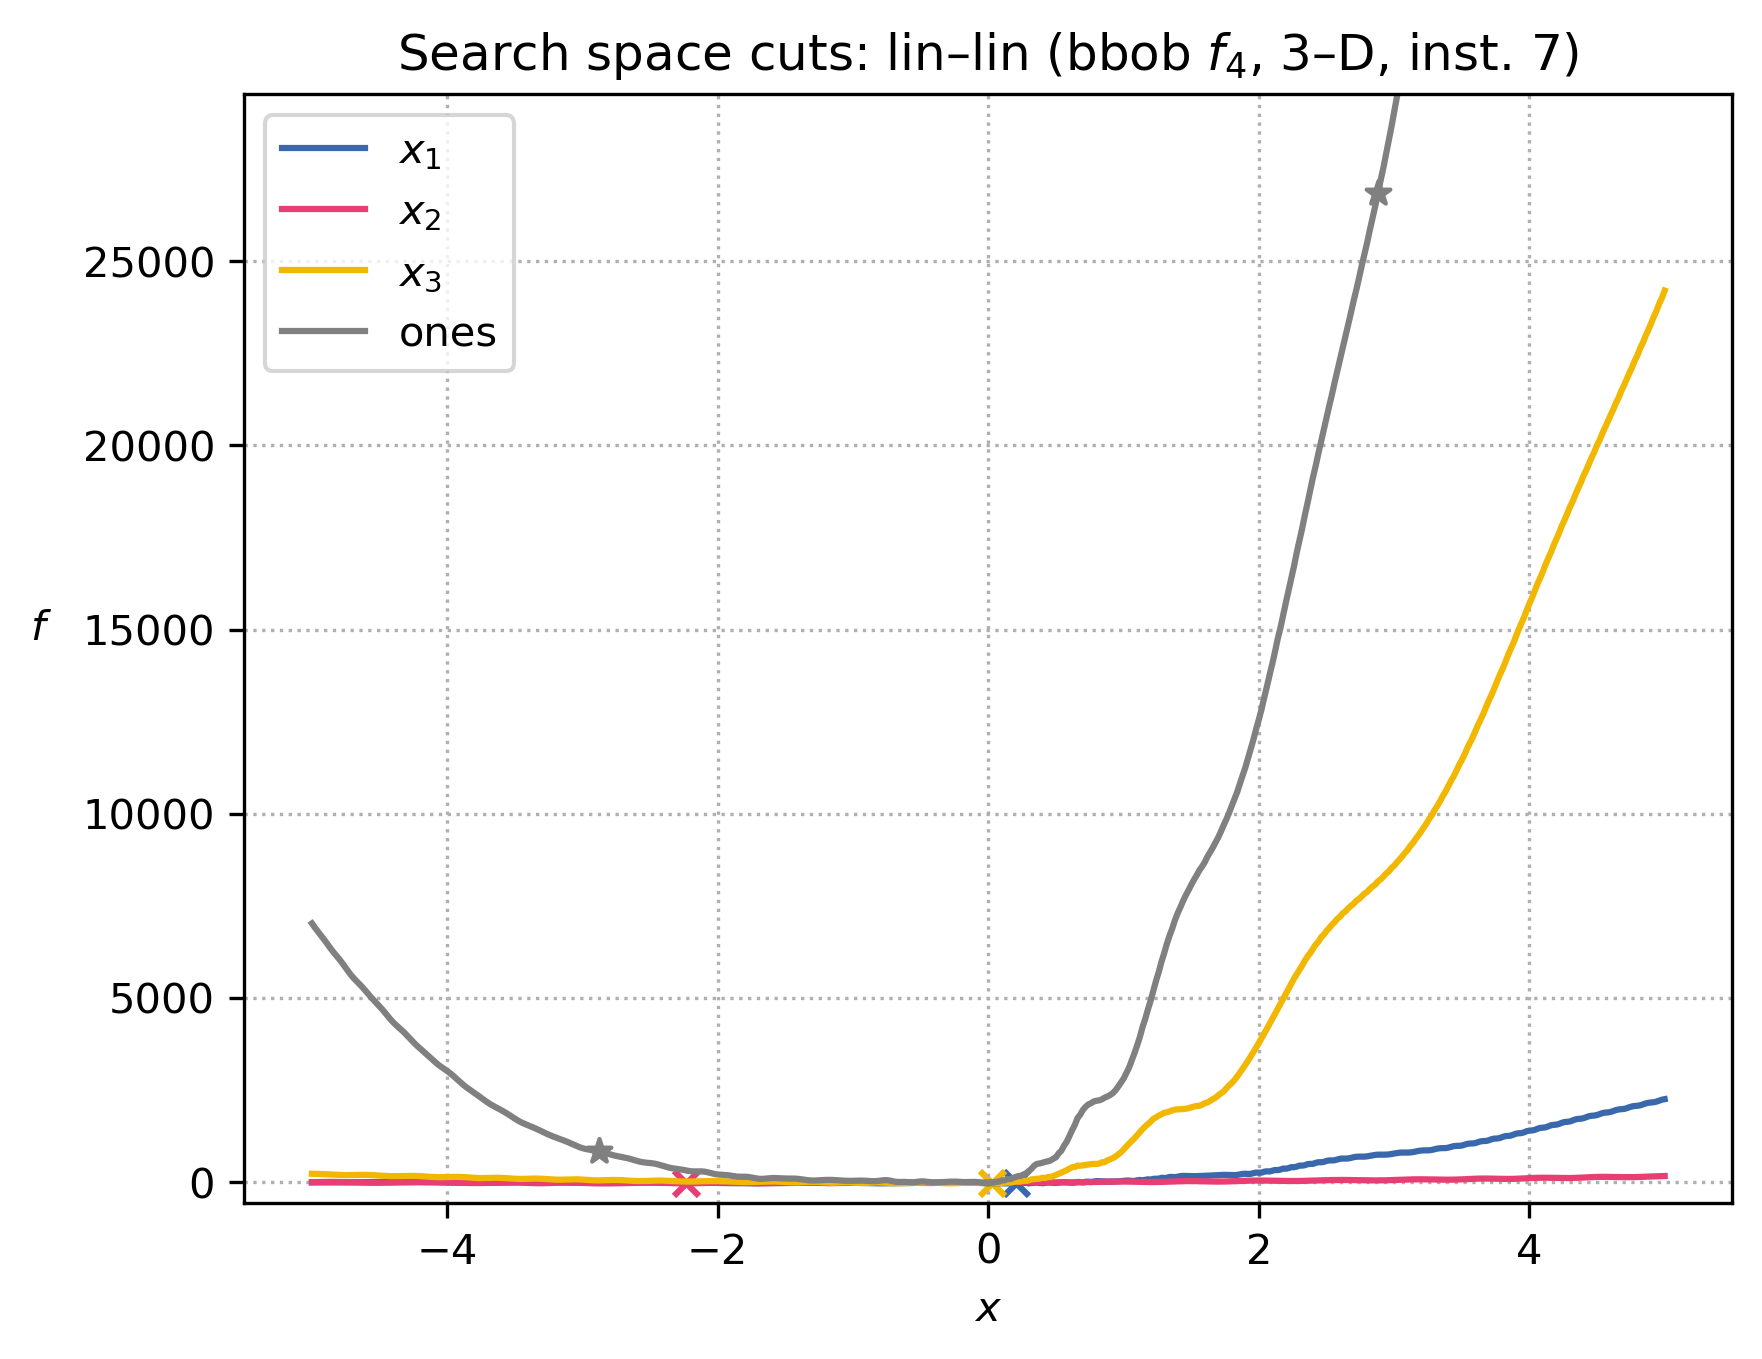 Search space cuts: lin–lin (bbob f4, 3–D, inst. 7)
x1
x2
x3
ones
25000
20000
15000
10000
5000
0
f
−4
−2
0
2
4
x